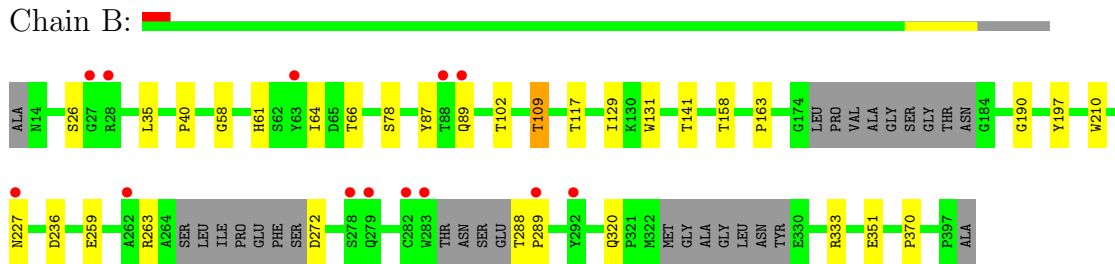 Chain B:
ALA N14 S26 G27 R28 L35 P40 G58 H61 S62 Y63 I64 D65 T66 S78 Y87 T88 Q89 T102 T109 T117 I129 K130 W131 T141 T158 P163 G174 LEU PRO VAL ALA GLY SER GLY THR ASN G184 G190 Y197 W210
N227 D236 E259 A262 R263 A264 SER LEU ILE PRO GLU PHE SER D272 S278 Q279 C282 W283 THR ASN SER GLU T288 P289 Y292 Q320 P321 M322 MET GLY ALA GLY LEU ASN TYR E330 R333 E351 P370 P397 ALA